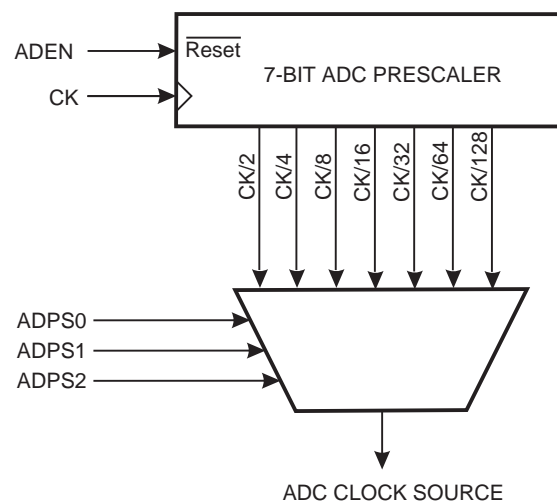 ADEN
Reset
7-BIT ADC PRESCALER
CK
CK/2
CK/4
CK/8
CK/16
CK/32
CK/64
CK/128
ADPS0
ADPS1
ADPS2
ADC CLOCK SOURCE